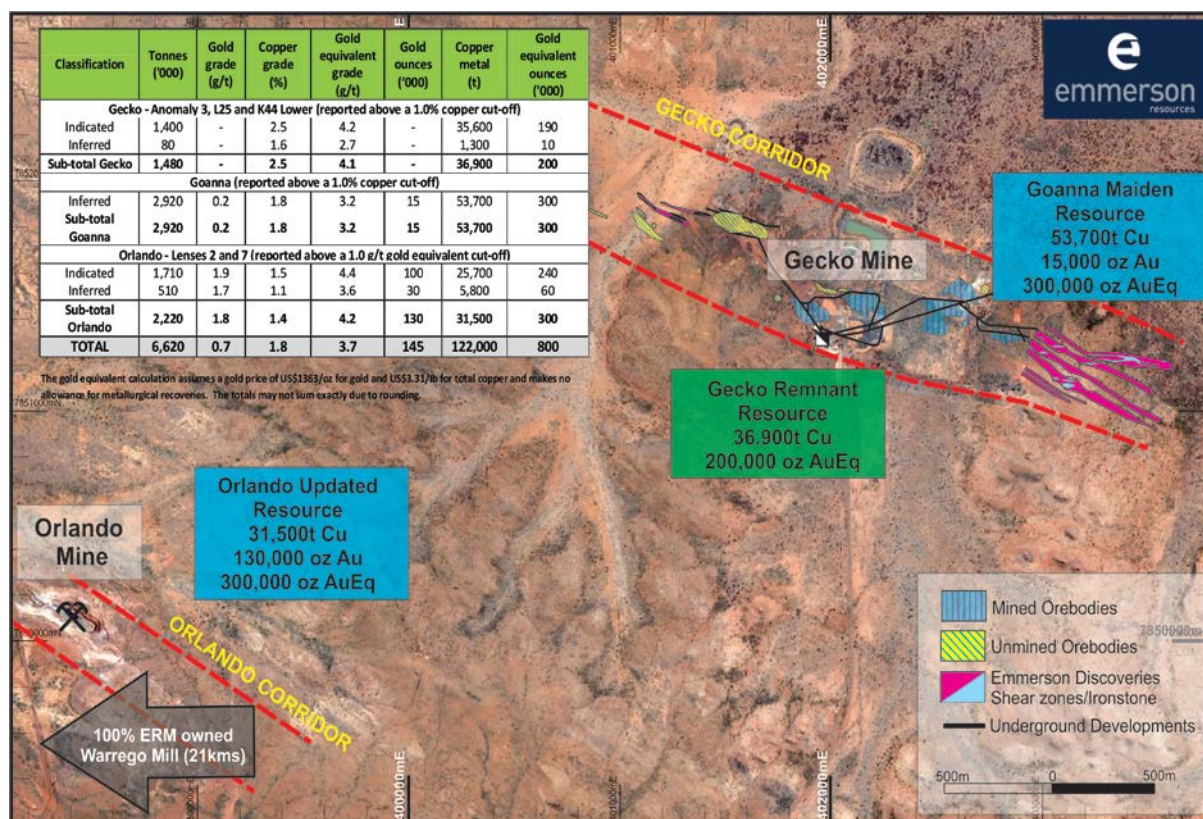 Classification Tonnes ('000) Gold grade (g/t) Copper grade (%) Gold equivalent grade (g/t) Gold ounces ('000) Copper metal (t) Gold equivalent ounces ('000)
Gecko - Anomaly 3, L25 and K44 Lower (reported above a 1.0% copper cut-off)
Indicated 1,400 - 2.5 4.2 - 35,600 190
Inferred 80 - 1.6 2.7 - 1,300 10
Sub-total Gecko 1,480 - 2.5 4.1 - 36,900 200
Goanna (reported above a 1.0% copper cut-off)
Inferred 2,920 0.2 1.8 3.2 15 53,700 300
Sub-total Goanna 2,920 0.2 1.8 3.2 15 53,700 300
Orlando - Lenses 2 and 7 (reported above a 1.0 g/t gold equivalent cut-off)
Indicated 1,710 1.9 1.5 4.4 100 25,700 240
Inferred 510 1.7 1.1 3.6 30 5,800 60
Sub-total Orlando 2,220 1.8 1.4 4.2 130 31,500 300
TOTAL 6,620 0.7 1.8 3.7 145 122,000 800
The gold equivalent calculation assumes a gold price of US$1363/oz for gold and US$3.31/lb for total copper and makes no
allowance for metallurgical recoveries. The totals may not sum exactly due to rounding.
401000mE
402000mE
e
emmerson
resources
GECKO CORRIDOR
Gecko Mine
Goanna Maiden
Resource
53,700t Cu
15,000 oz Au
300,000 oz AuEq
Gecko Remnant
Resource
36,900t Cu
200,000 oz AuEq
7851000mN
Orlando Updated
Resource
31,500t Cu
130,000 oz Au
300,000 oz AuEq
Orlando
Mine
7850000mN
ORLANDO CORRIDOR
100% ERM owned
Warrego Mill (21kms)
400000mE
401000mE
402000mE
Mined Orebodies
7850000mN
Unmined Orebodies
Emmerson Discoveries
Shear zones/Ironstone
Underground Developments
500m 0 500m